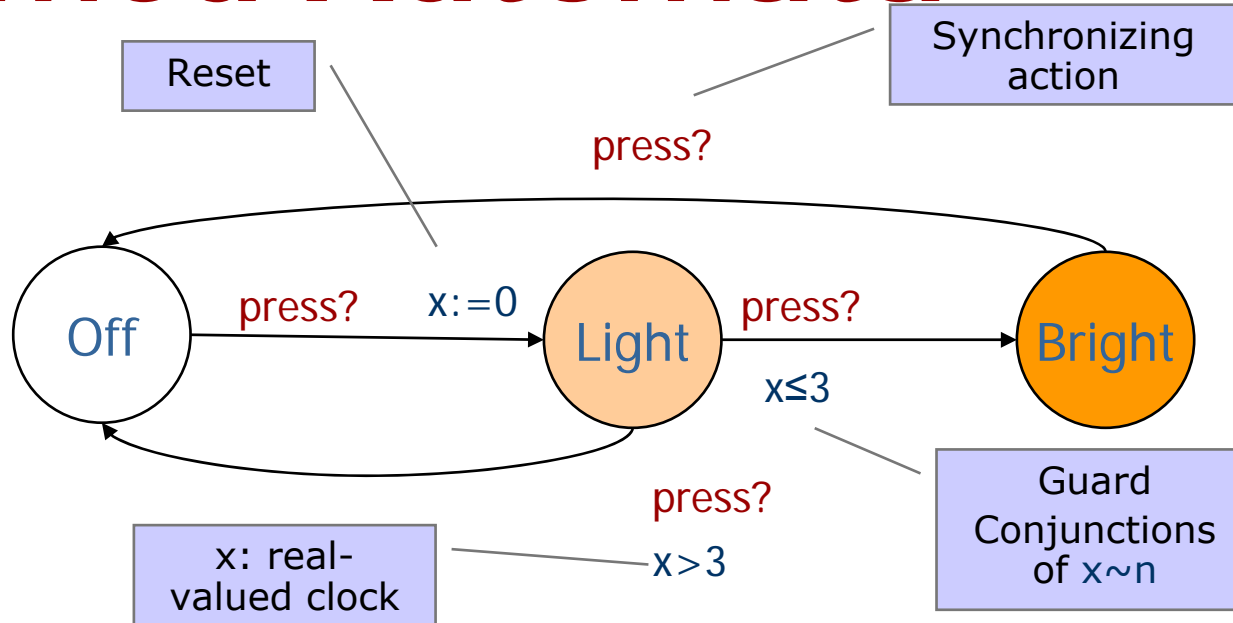 Synchronizing
action
Reset
press?
press?
x:=0
press?
Off
Light
Bright
x≤3
press?
x>3
Guard
Conjunctions
of x~n
x: real-
valued clock